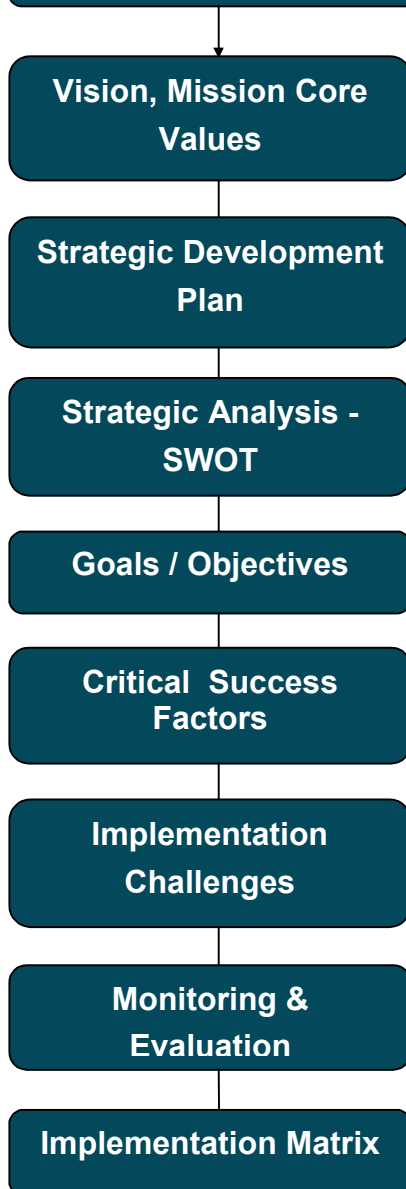 Vision, Mission Core
Values
Strategic Development
Plan
Strategic Analysis -
SWOT
Goals / Objectives
Critical  Success
Factors
Implementation
Challenges
Monitoring &
Evaluation
Implementation Matrix